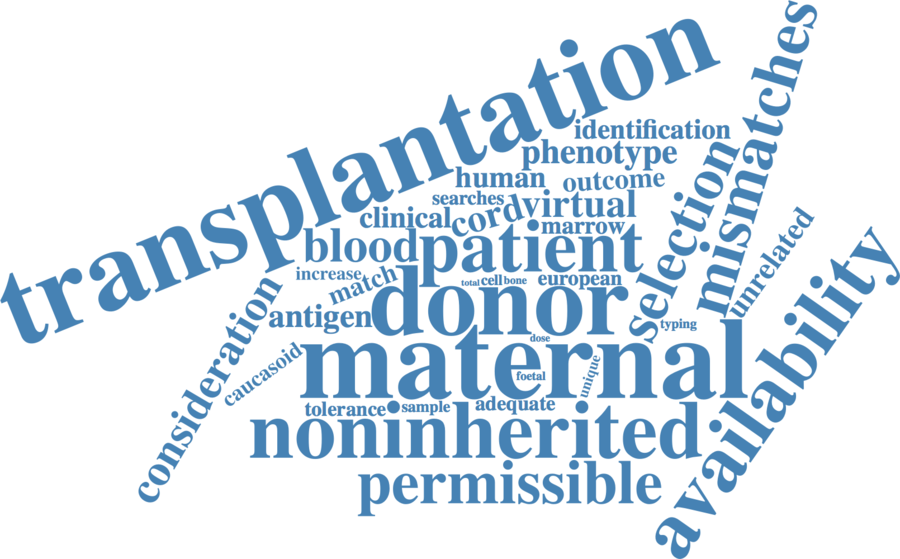 transplantation
mismatches
identification
phenotype
selection
human
outcome
searches
virtual
cord
clinical
marrow
unrelated
blood
patient
availability
increase
match
total
cell
bone
european
donor
consideration
antigen
typing
dose
maternal
caucasoid
foetal
unique
tolerance
sample
adequate
noninherited
permissible